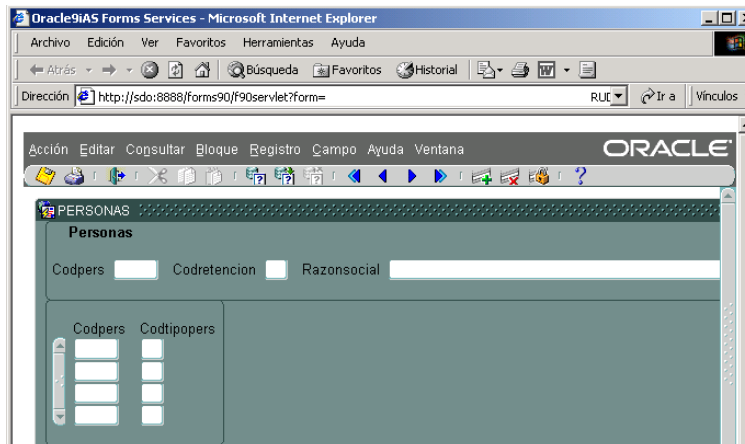 Oracle9iAS Forms Services - Microsoft Internet Explorer
Archivo Edición Ver Favoritos Herramientas Ayuda
Atrás Búsqueda Favoritos Historial
Dirección http://sdo:8888/forms90/f90servlet?form= Ir a Vínculos
Acción Editar Consultar Bloque Registro Campo Ayuda Ventana ORACLE
PERSONAS
Personas
Codpers Codretencion Razonsocial
Codpers Codtipopers